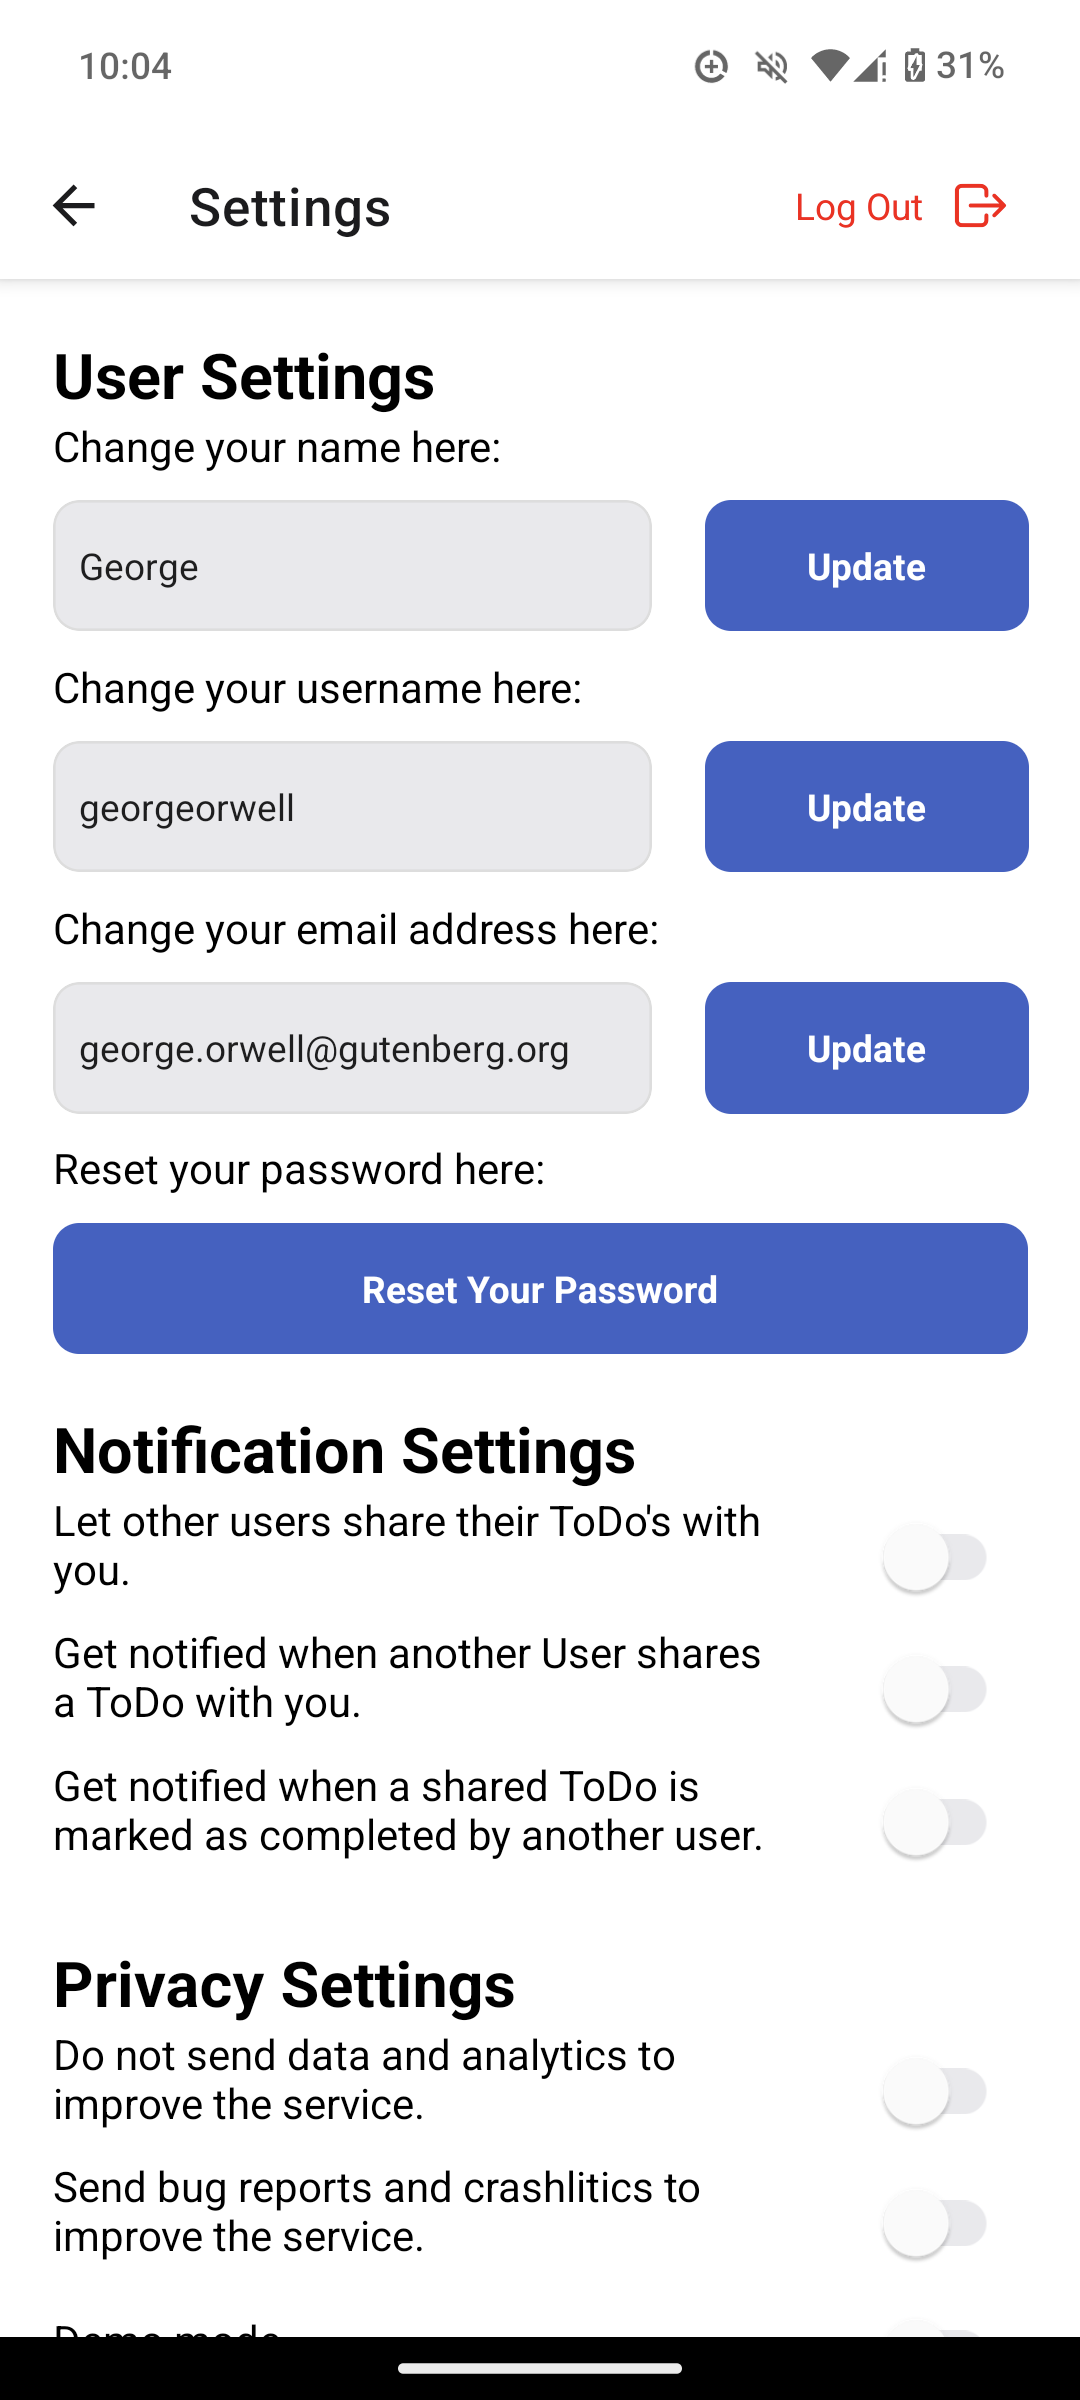 10:04
31%
Settings
Log Out
User Settings
Change your name here:
George
Update
Change your username here:
georgeorwell
Update
Change your email address here:
george.orwell@gutenberg.org
Update
Reset your password here:
Reset Your Password
Notification Settings
Let other users share their ToDo's with
you.
Get notified when another User shares
a ToDo with you.
Get notified when a shared ToDo is
marked as completed by another user.
Privacy Settings
Do not send data and analytics to
improve the service.
Send bug reports and crashlitics to
improve the service.
Demo mode